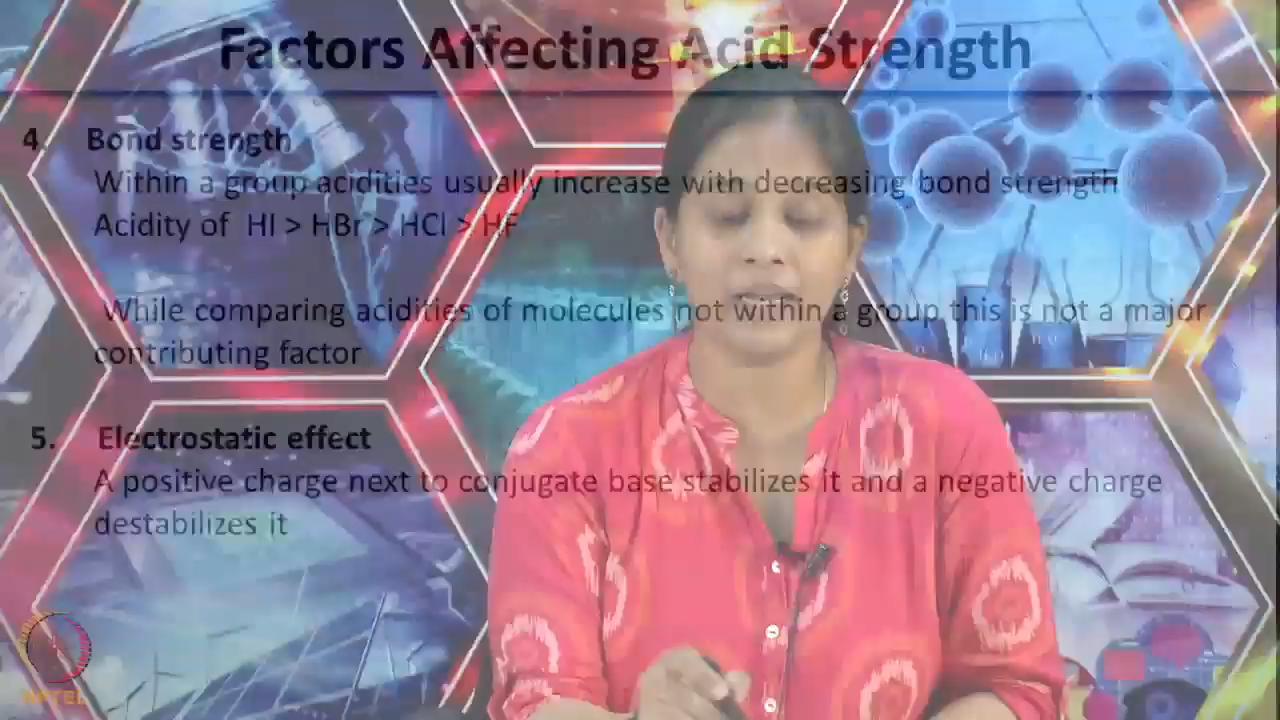 Factors Affecting Acid Strength
4. Bond strength
Within a group acidities usually increase with decreasing bond strength
Acidity of HI > HBr > HCl > HF
While comparing acidities of molecules not within a group this is not a major
contributing factor
5. Electrostatic effect
A positive charge next to conjugate base stabilizes it and a negative charge
destabilizes it
NPTEL